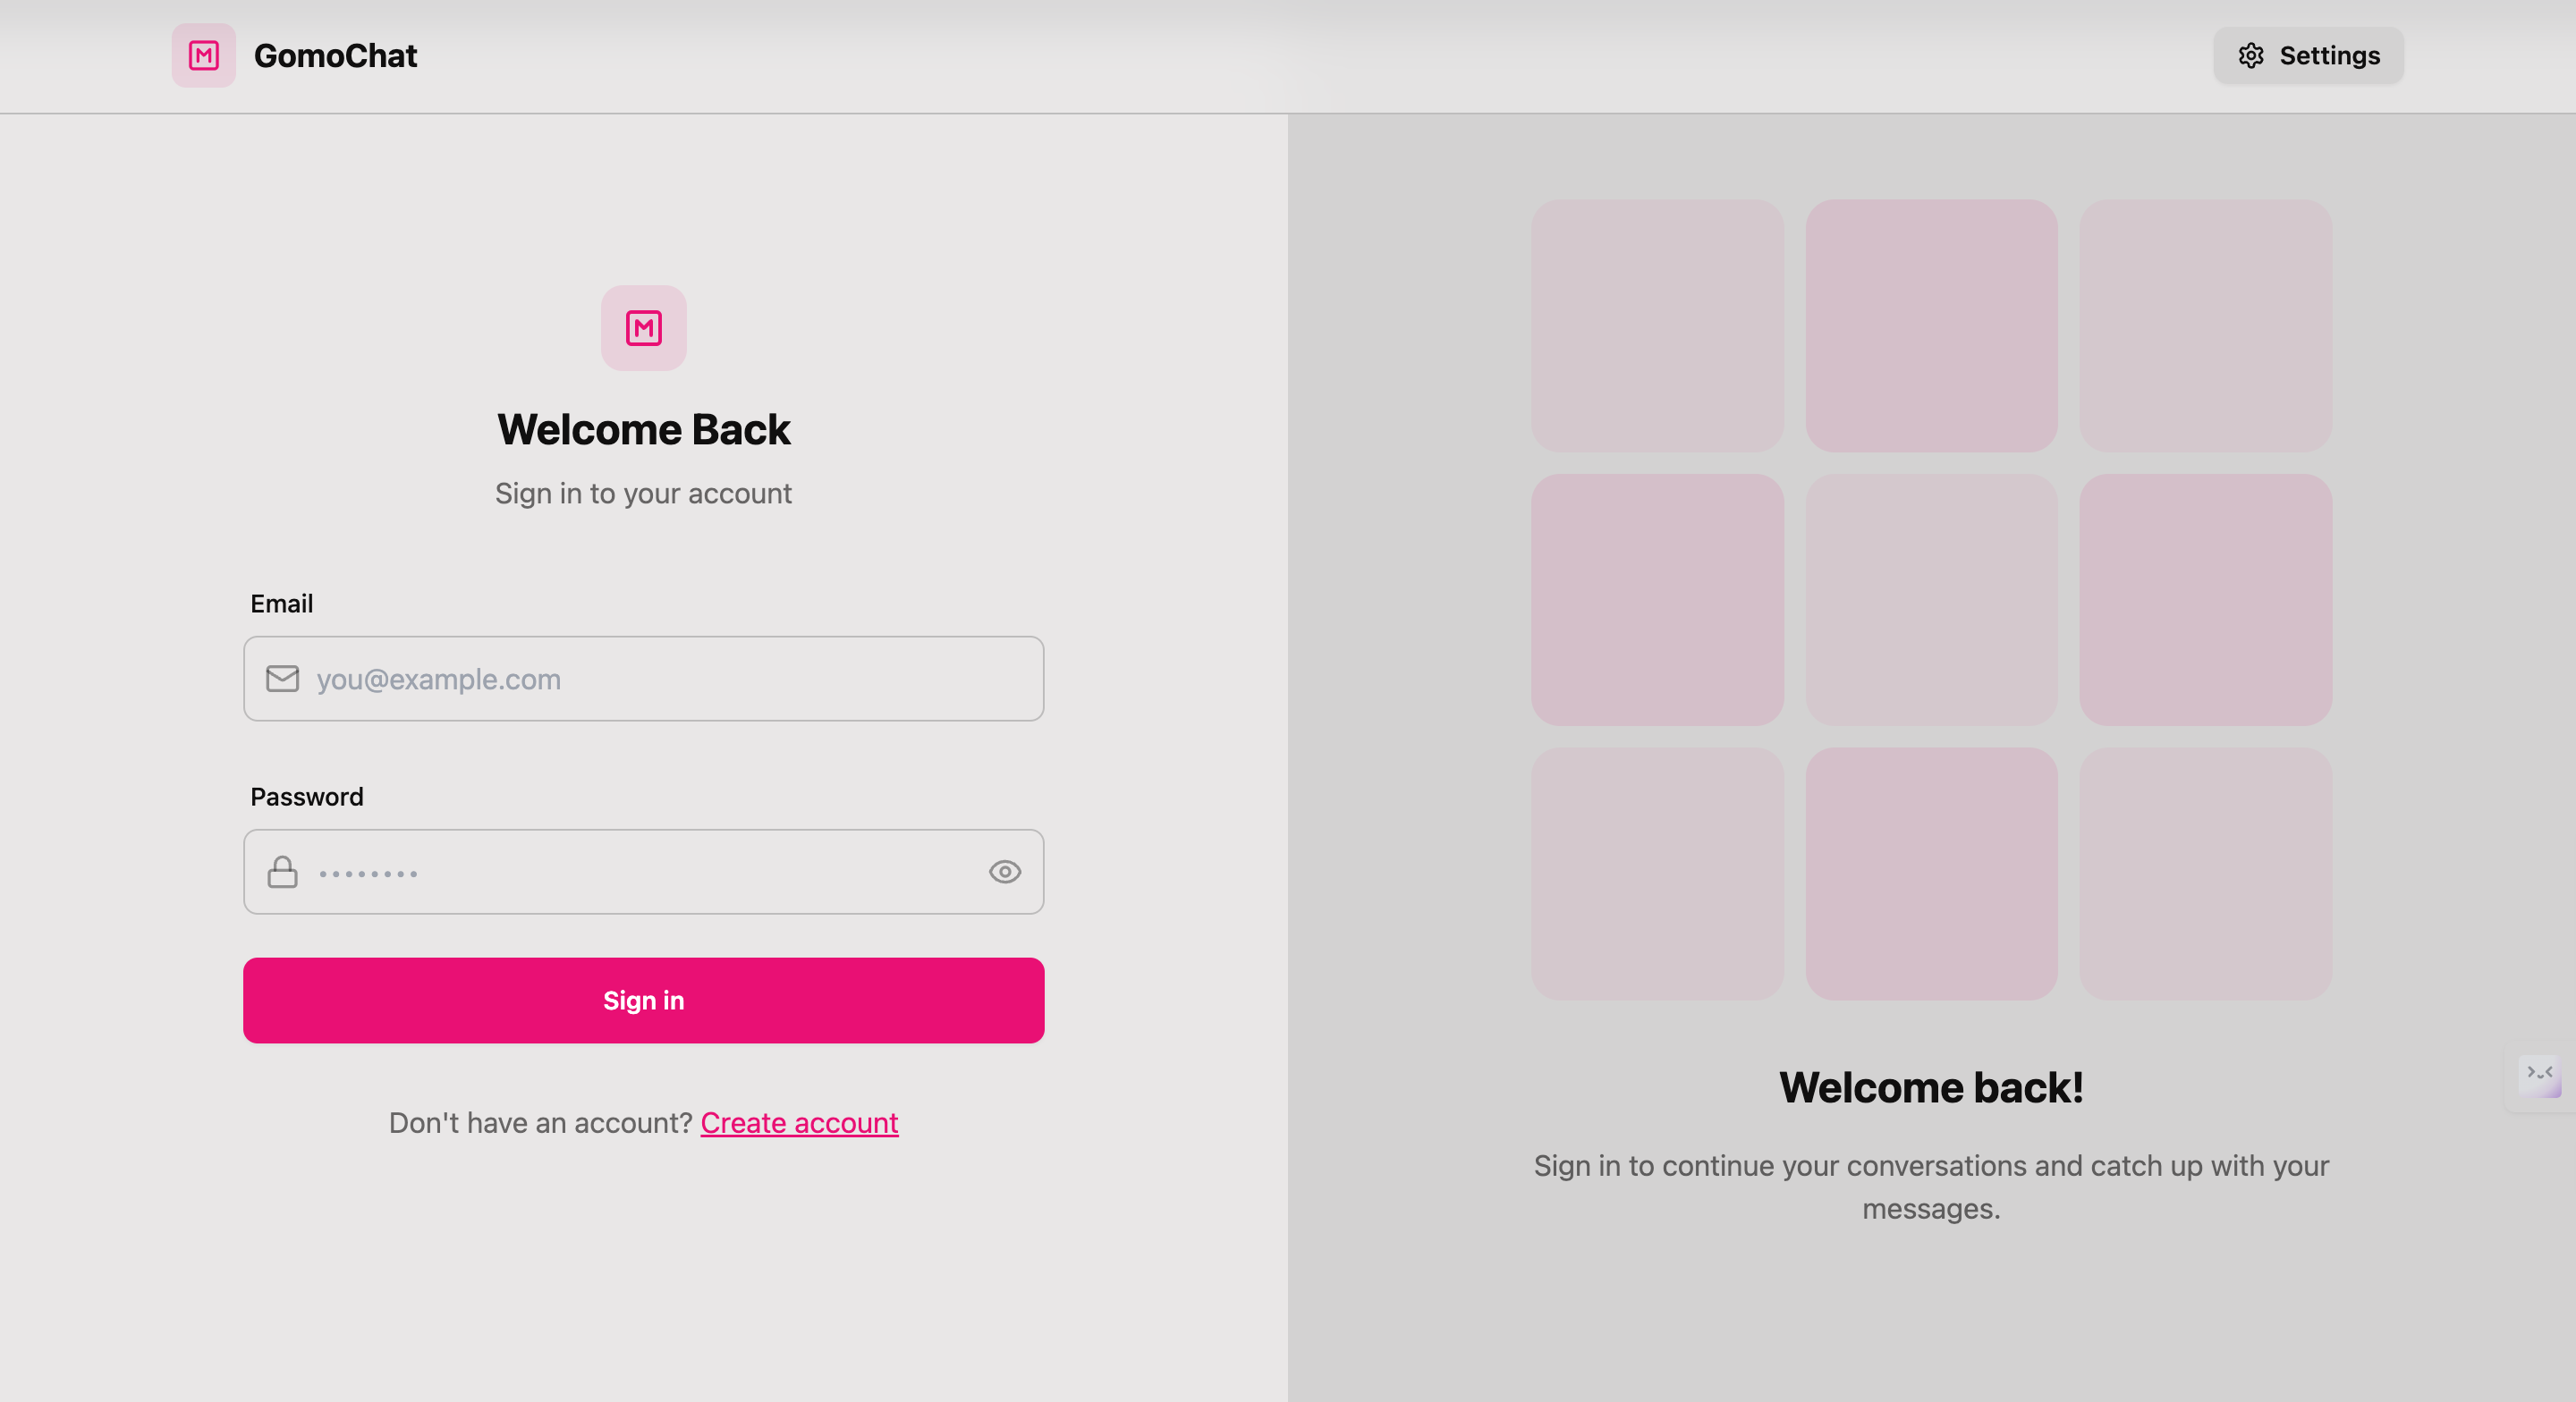 GomoChat
Settings
Welcome Back
Sign in to your account
Email
you@example.com
Password
••••••••
Sign in
Don't have an account? Create account
Welcome back!
Sign in to continue your conversations and catch up with your
messages.